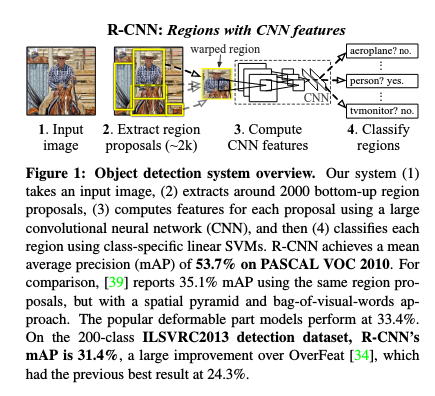 R-CNN: Regions with CNN features
warped region
aeroplane? no.
person? yes.
tvmonitor? no.
CNN
1. Input
image
2. Extract region
proposals (~2k)
3. Compute
CNN features
4. Classify
regions
Figure 1: Object detection system overview. Our system (1)
takes an input image, (2) extracts around 2000 bottom-up region
proposals, (3) computes features for each proposal using a large
convolutional neural network (CNN), and then (4) classifies each
region using class-specific linear SVMs. R-CNN achieves a mean
average precision (mAP) of 53.7% on PASCAL VOC 2010. For
comparison, [39] reports 35.1% mAP using the same region pro-
posals, but with a spatial pyramid and bag-of-visual-words ap-
proach. The popular deformable part models perform at 33.4%.
On the 200-class ILSVRC2013 detection dataset, R-CNN’s
mAP is 31.4%, a large improvement over OverFeat [34], which
had the previous best result at 24.3%.